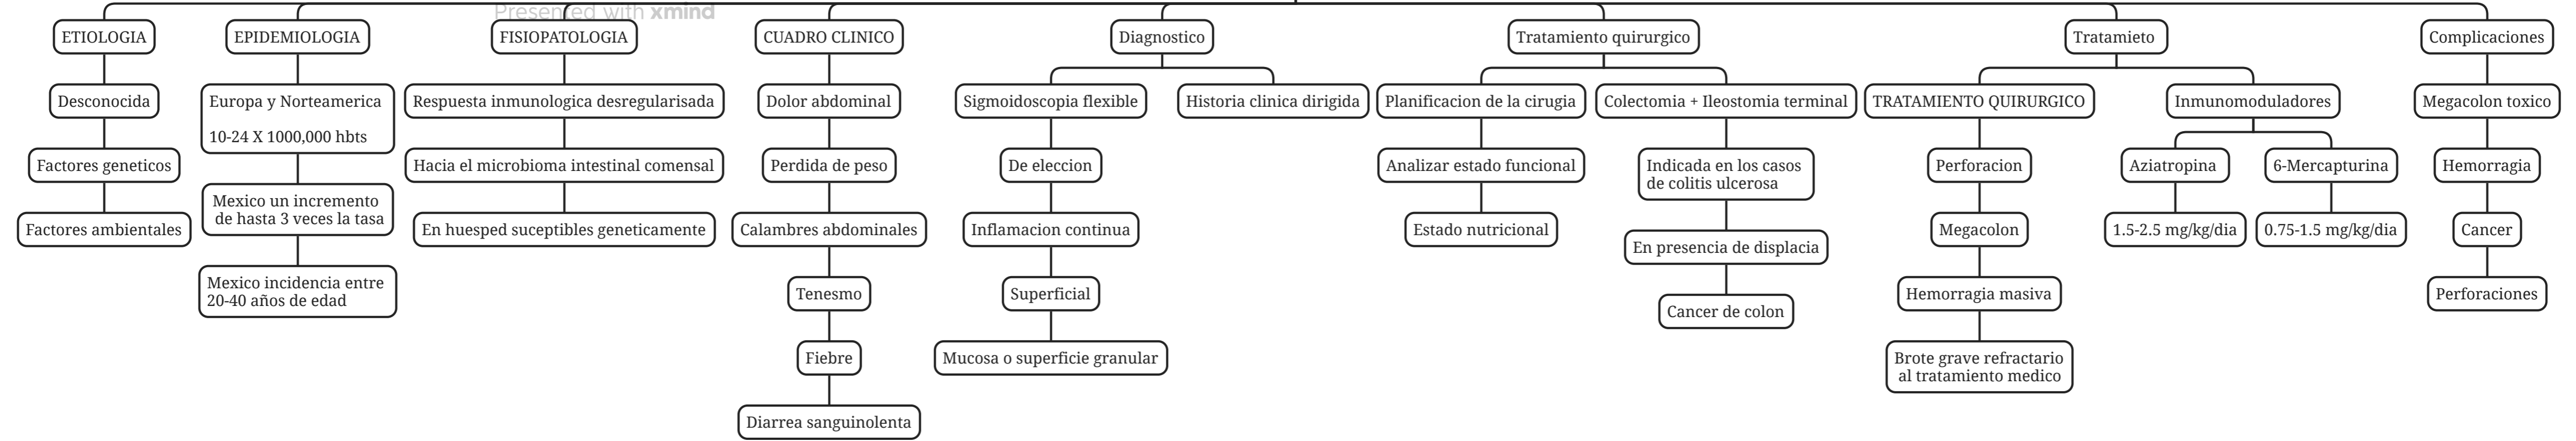 Presented with xmind
ETIOLOGIA
Desconocida
Factores geneticos
Factores ambientales
EPIDEMIOLOGIA
Europa y Norteamerica
10-24 X 1000,000 hbts
Mexico un incremento
de hasta 3 veces la tasa
Mexico incidencia entre
20-40 años de edad
FISIOPATOLOGIA
Respuesta inmunologica desregularisada
Hacia el microbioma intestinal comensal
En huesped suceptibles geneticamente
CUADRO CLINICO
Dolor abdominal
Perdida de peso
Calambres abdominales
Tenesmo
Fiebre
Diarrea sanguinolenta
Diagnostico
Sigmoidoscopia flexible
De eleccion
Inflamacion continua
Superficial
Mucosa o superficie granular
Historia clinica dirigida
Tratamiento quirurgico
Planificacion de la cirugia
Analizar estado funcional
Estado nutricional
Colectomia + Ileostomia terminal
Indicada en los casos
de colitis ulcerosa
En presencia de displacia
Cancer de colon
Tratamieto
TRATAMIENTO QUIRURGICO
Perforacion
Megacolon
Hemorragia masiva
Brote grave refractario
al tratamiento medico
Inmunomoduladores
Aziatropina
1.5-2.5 mg/kg/dia
6-Mercapturina
0.75-1.5 mg/kg/dia
Complicaciones
Megacolon toxico
Hemorragia
Cancer
Perforaciones